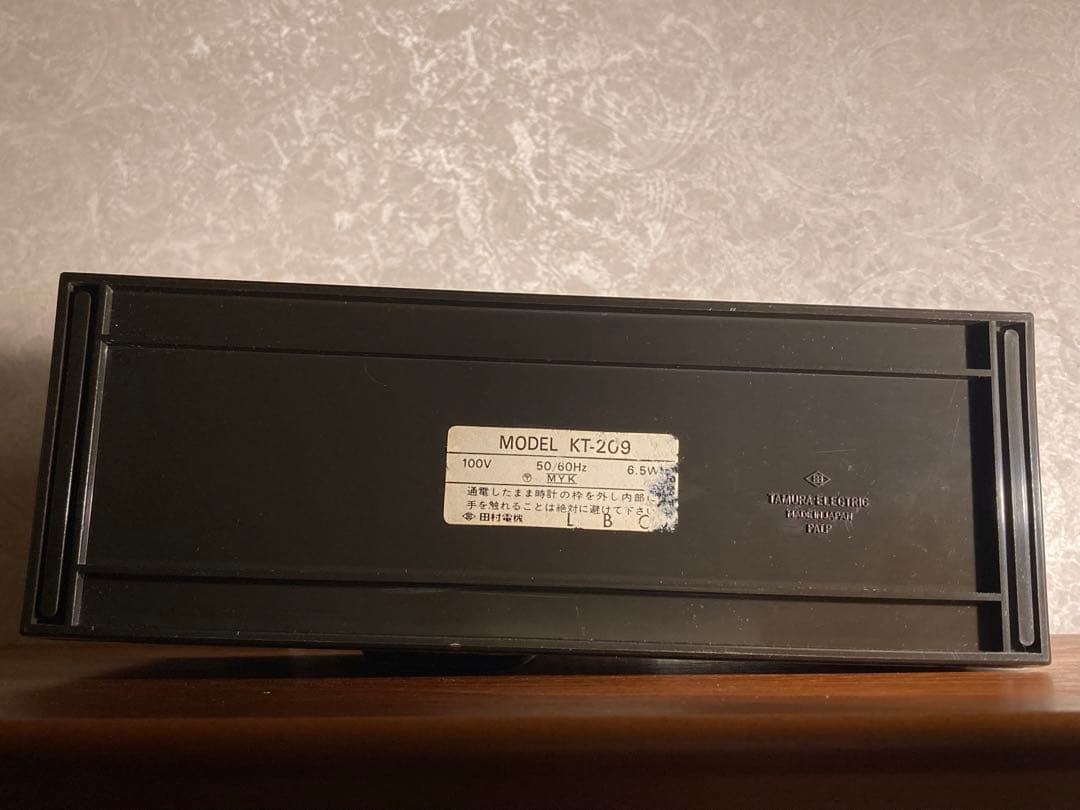 MODEL KT-209
100V 50/60Hz 6.5W
〒 M.Y.K
通電したまま時計の枠を外し内部に
手を触れることは絶対に避けて下さい
田村電機 L B C
TAMURA ELECTRIC
MADE IN JAPAN
PAT.P